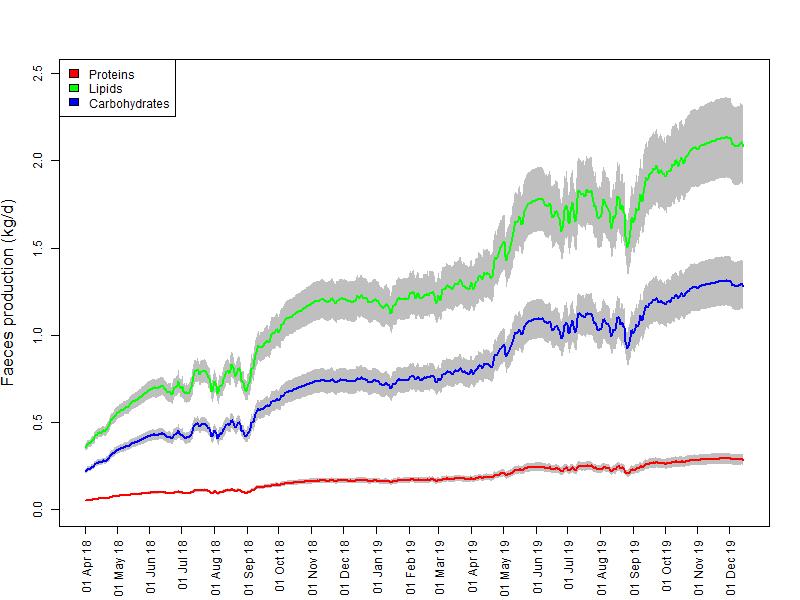 Proteins
Lipids
Carbohydrates
Faeces production (kg/d)
2.5
2.0
1.5
1.0
0.5
0.0
01 Apr 18
01 May 18
01 Jun 18
01 Jul 18
01 Aug 18
01 Sep 18
01 Oct 18
01 Nov 18
01 Dec 18
01 Jan 19
01 Feb 19
01 Mar 19
01 Apr 19
01 May 19
01 Jun 19
01 Jul 19
01 Aug 19
01 Sep 19
01 Oct 19
01 Nov 19
01 Dec 19